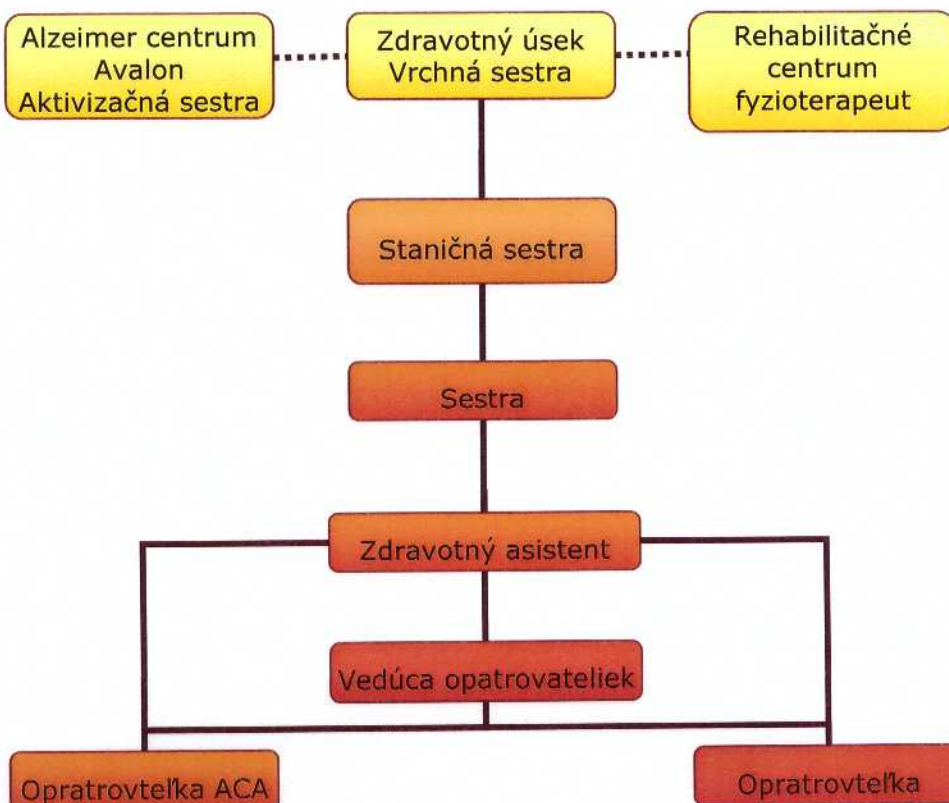 Alzeimer centrum
Avalon
Aktivizačná sestra
Zdravotný úsek
Vrchná sestra
Rehabilitačné
centrum
fyzioterapeut
Staničná sestra
Sestra
Zdravotný asistent
Vedúca opatrovateliek
Opratrovteľka ACA
Opratrovteľka